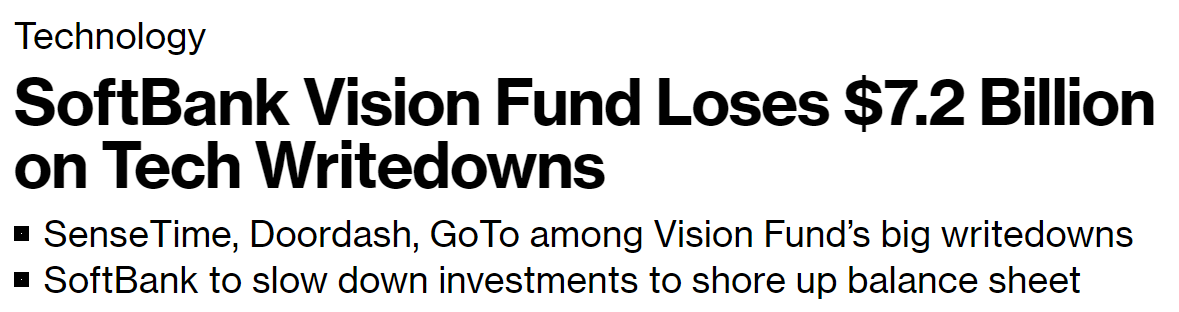 Technology
SoftBank Vision Fund Loses $7.2 Billion
on Tech Writedowns
▪ SenseTime, Doordash, GoTo among Vision Fund’s big writedowns
▪ SoftBank to slow down investments to shore up balance sheet